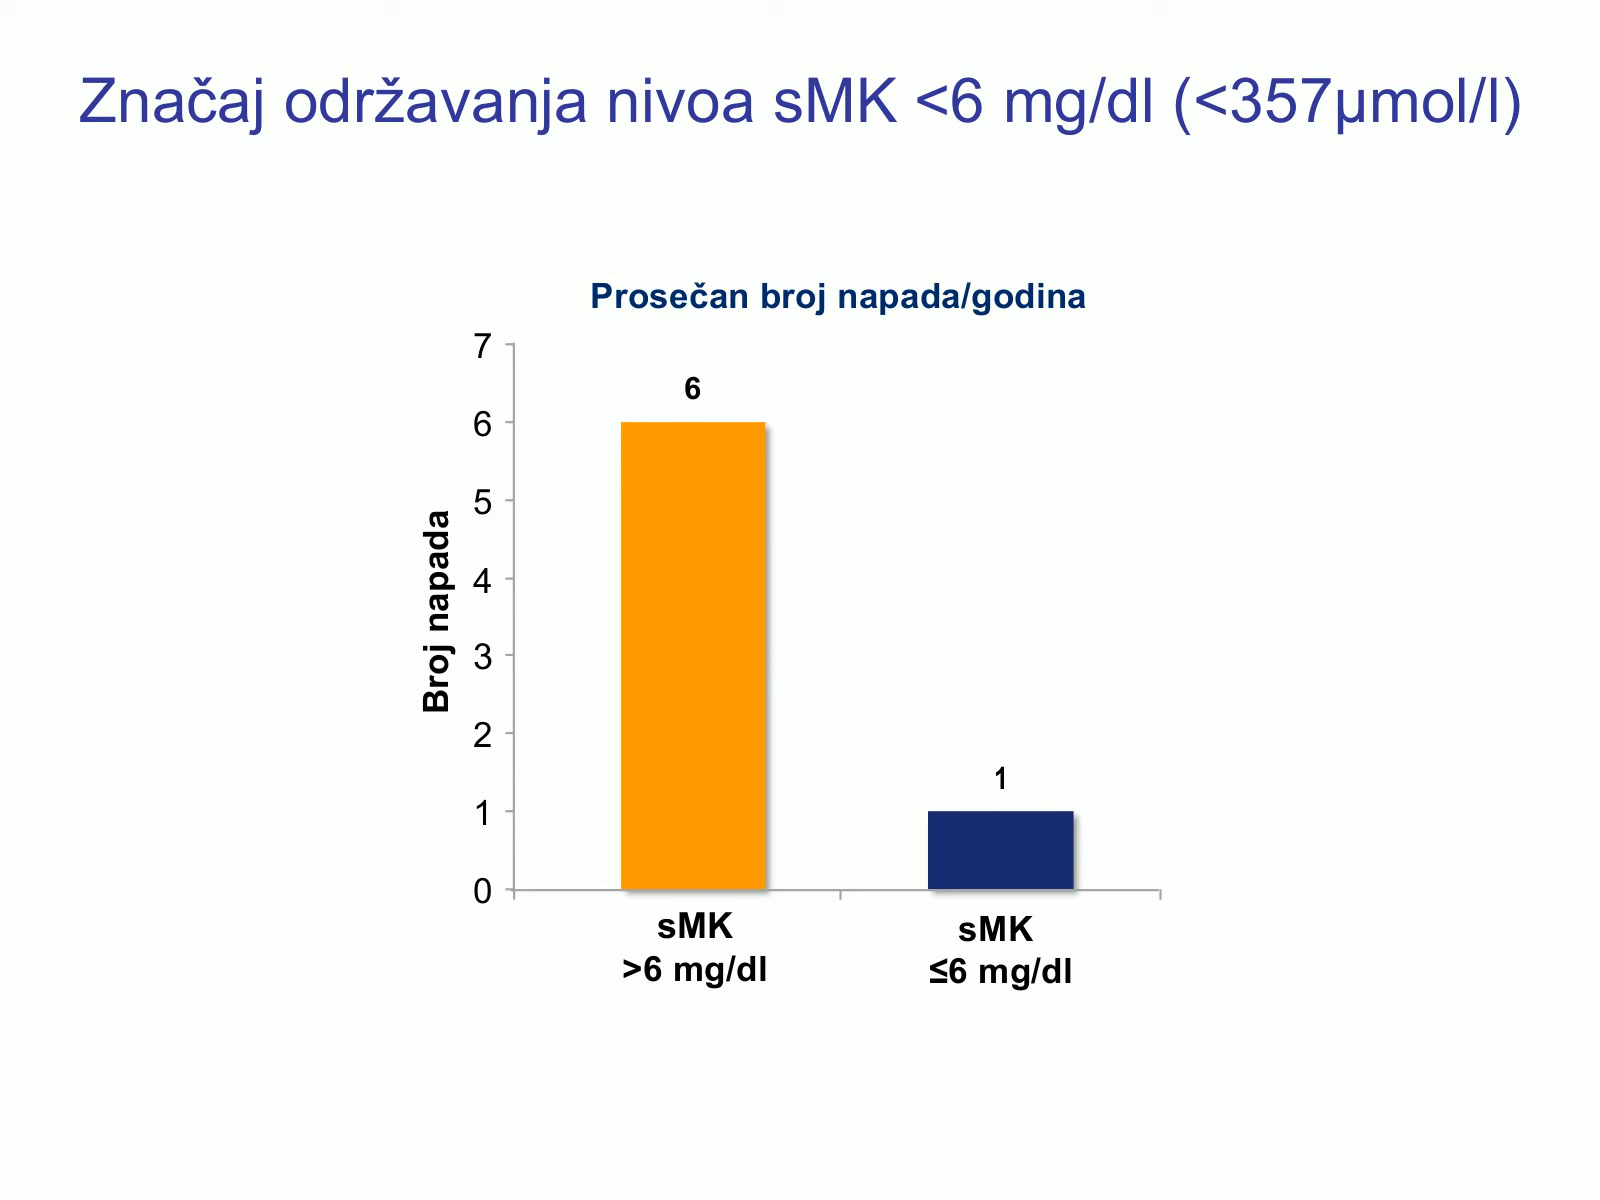 Značaj održavanja nivoa sMK <6 mg/dl (<357µmol/l)
Prosečan broj napada/godina
Broj napada
7
6
5
4
3
2
1
0
6
1
sMK
>6 mg/dl
sMK
≤6 mg/dl